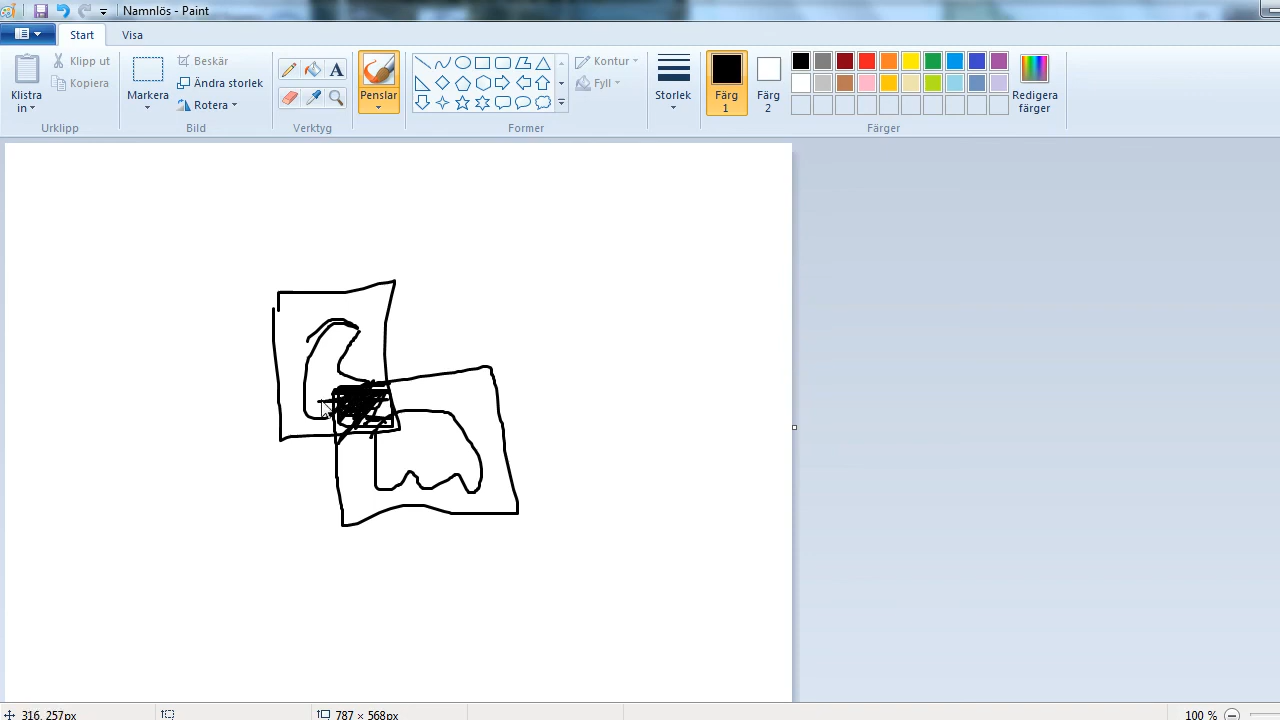 Namnlös - Paint
Start Visa
Klistra in
Klipp ut
Kopiera
Urklipp
Markera
Beskär
Ändra storlek
Rotera
Bild
A
Verktyg
Penslar
Former
Kontur
Fyll
Storlek
Färg 1
Färg 2
Redigera färger
Färger
316, 257px
787 × 568px
100 %